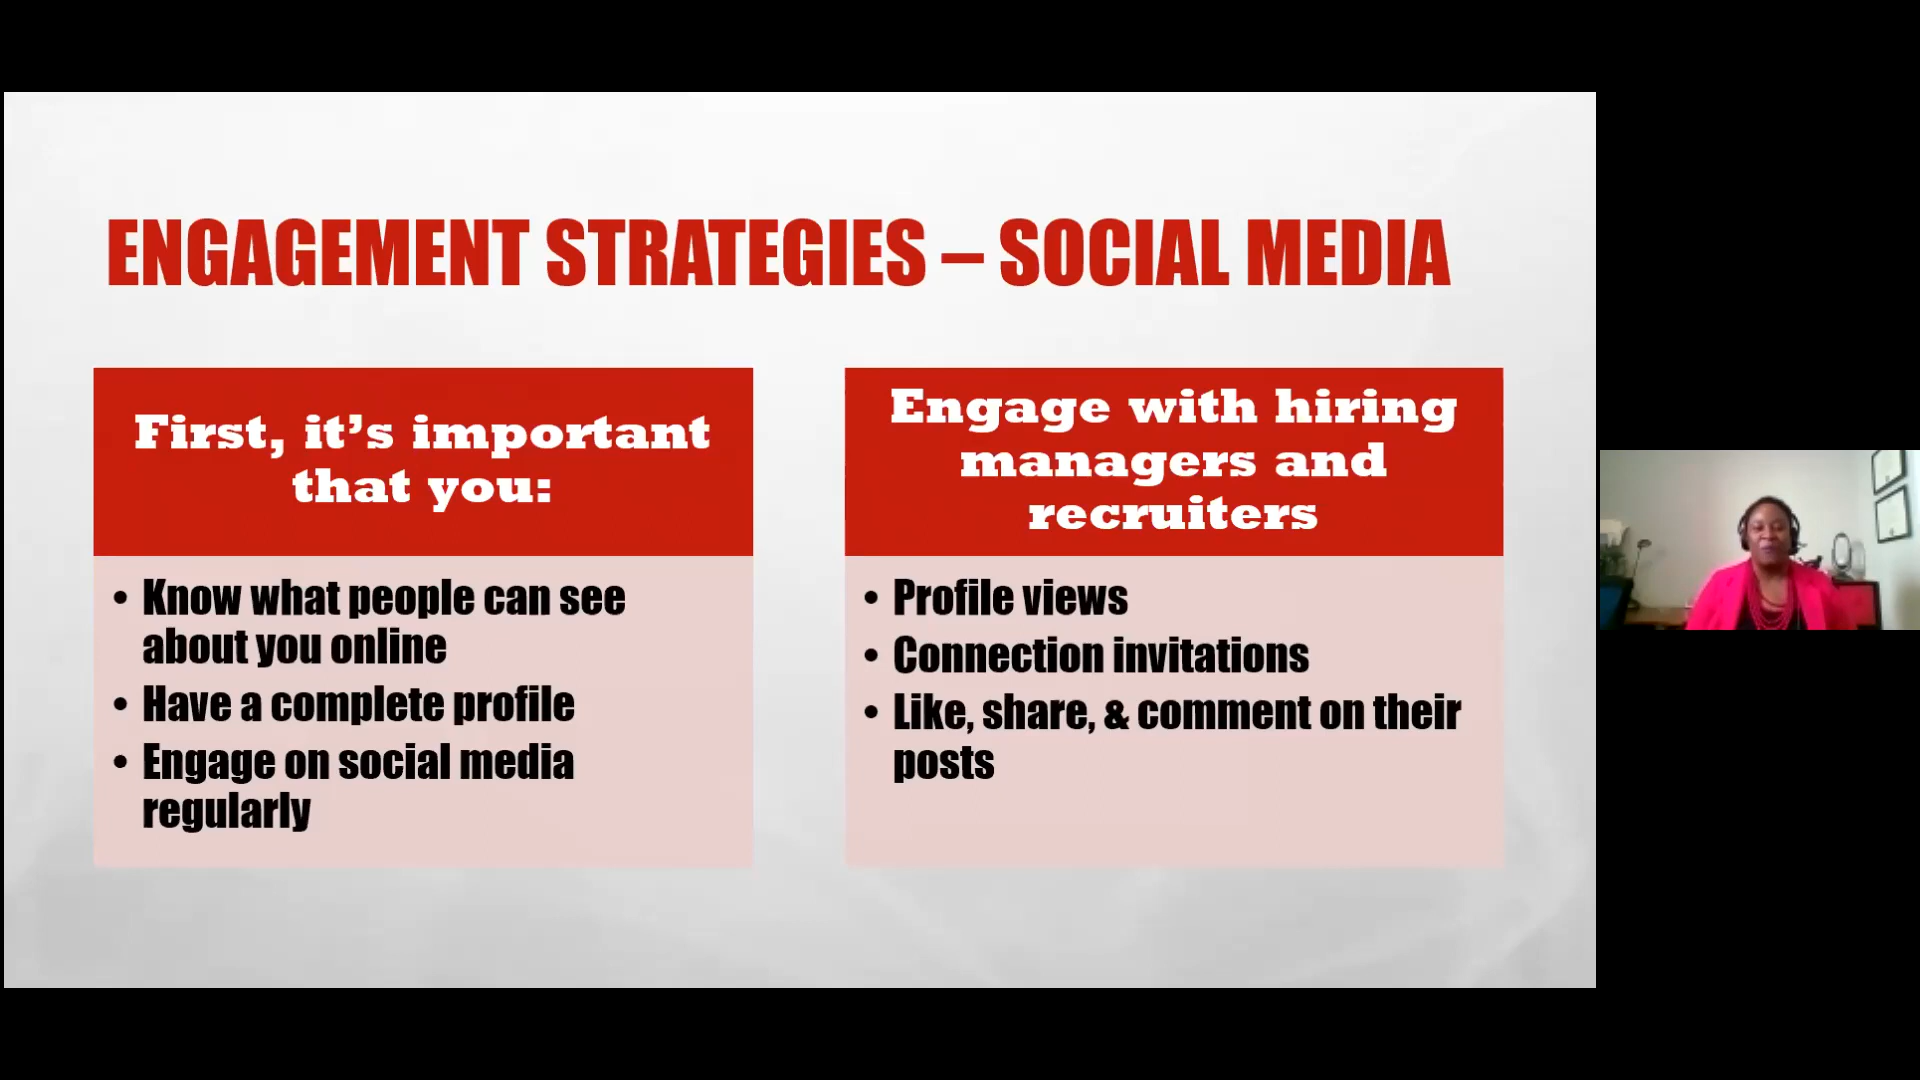 ENGAGEMENT STRATEGIES – SOCIAL MEDIA
First, it’s important
that you:
• Know what people can see
about you online
• Have a complete profile
• Engage on social media
regularly
Engage with hiring
managers and
recruiters
• Profile views
• Connection invitations
• Like, share, & comment on their
posts